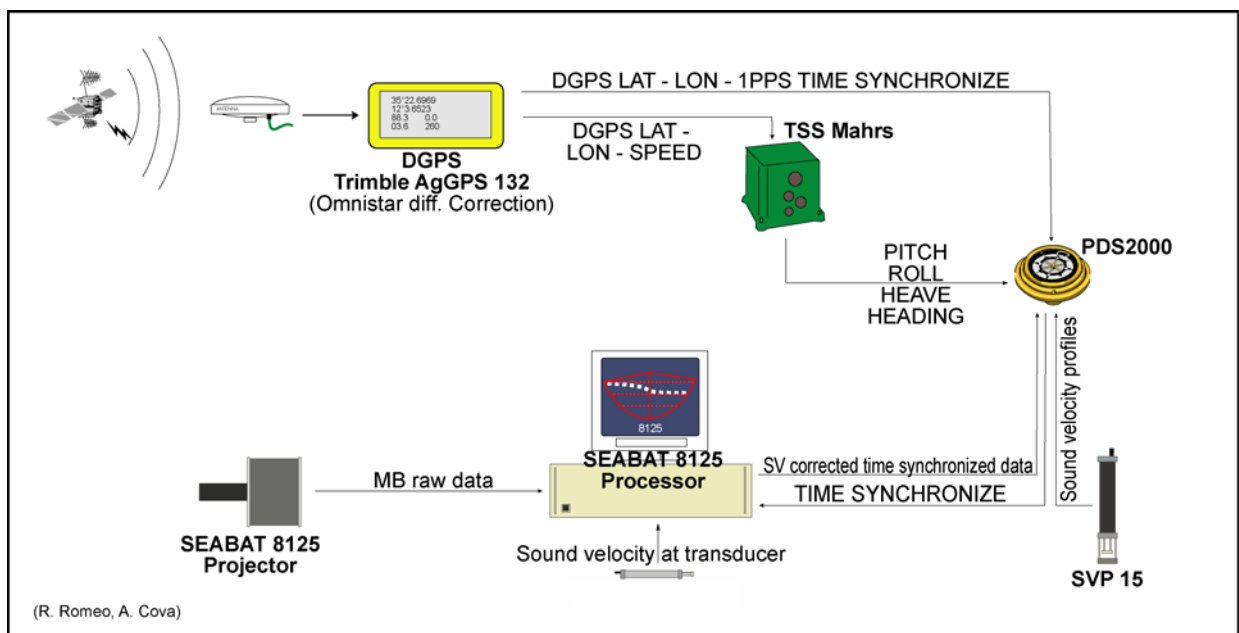 DGPS LAT - LON - 1PPS TIME SYNCHRONIZE
ANTENNA
35°22.6969
12°3.6523
88.3 0.0
03.6 260
DGPS LAT -
LON - SPEED
TSS Mahrs
DGPS
Trimble AgGPS 132
(Omnistar diff. Correction)
PDS2000
PITCH
ROLL
HEAVE
HEADING
Sound velocity profiles
8125
SEABAT 8125
Processor
SV corrected time synchronized data
MB raw data
TIME SYNCHRONIZE
SEABAT 8125
Projector
Sound velocity at transducer
SVP 15
(R. Romeo, A. Cova)